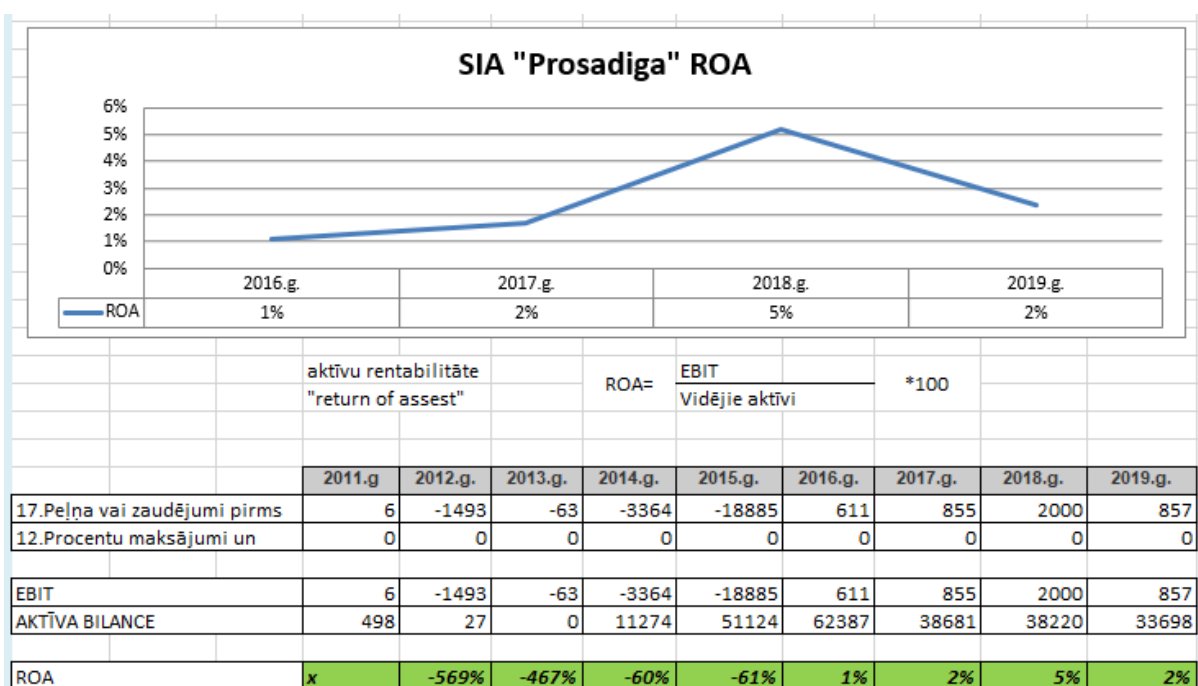 SIA "Prosadiga" ROA
6%
5%
4%
3%
2%
1%
0%
2016.g. 2017.g. 2018.g. 2019.g.
ROA 1% 2% 5% 2%
aktīvu rentabilitāte
"return of assest"
ROA= EBIT *100
Vidējie aktīvi
2011.g 2012.g. 2013.g. 2014.g. 2015.g. 2016.g. 2017.g. 2018.g. 2019.g.
17.Peļņa vai zaudējumi pirms 6 -1493 -63 -3364 -18885 611 855 2000 857
12.Procentu maksājumi un 0 0 0 0 0 0 0 0 0
EBIT 6 -1493 -63 -3364 -18885 611 855 2000 857
AKTĪVA BILANCE 498 27 0 11274 51124 62387 38681 38220 33698
ROA x -569% -467% -60% -61% 1% 2% 5% 2%